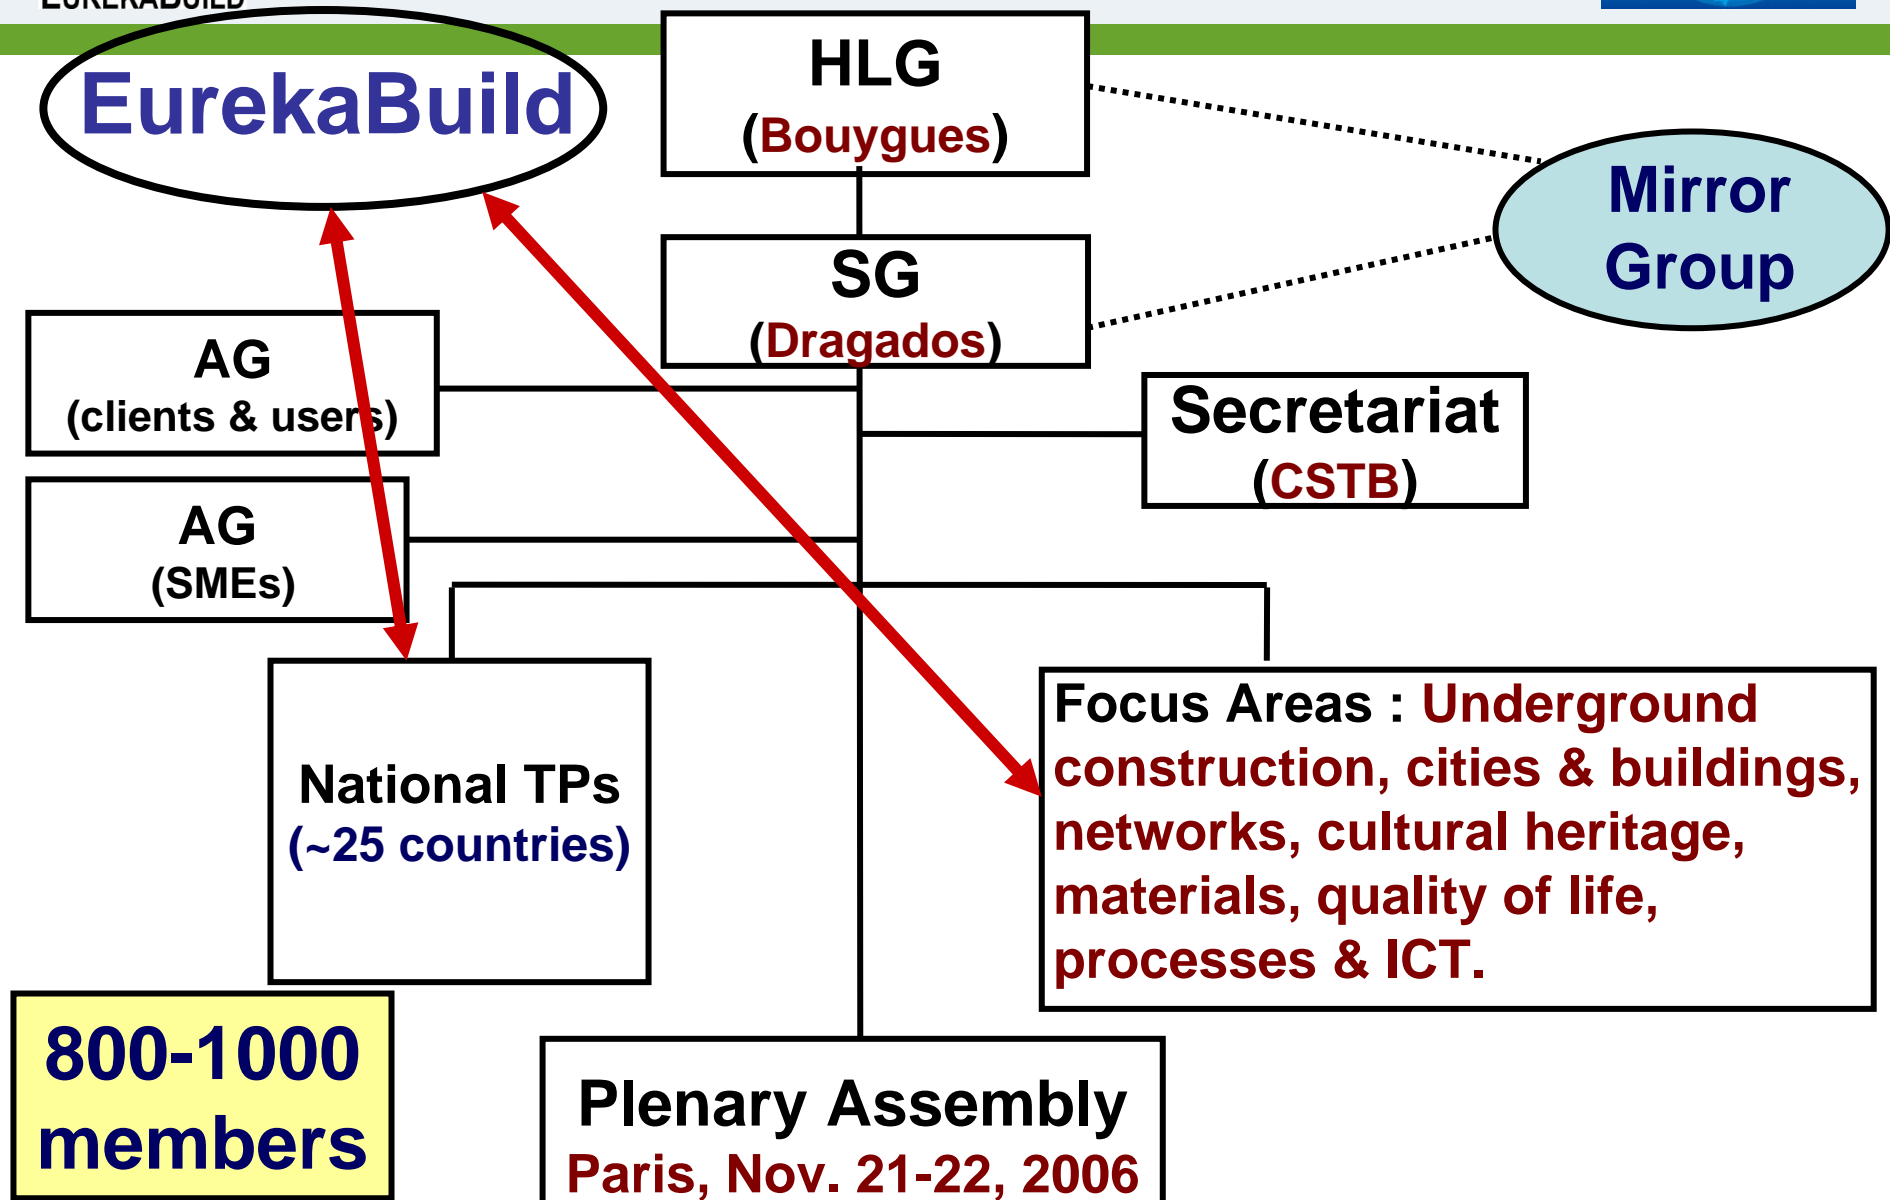 EUREKABUILD
EurekaBuild
HLG
(Bouygues)
Mirror
Group
SG
(Dragados)
AG
(clients & users)
Secretariat
(CSTB)
AG
(SMEs)
National TPs
(~25 countries)
Focus Areas : Underground
construction, cities & buildings,
networks, cultural heritage,
materials, quality of life,
processes & ICT.
800-1000
members
Plenary Assembly
Paris, Nov. 21-22, 2006